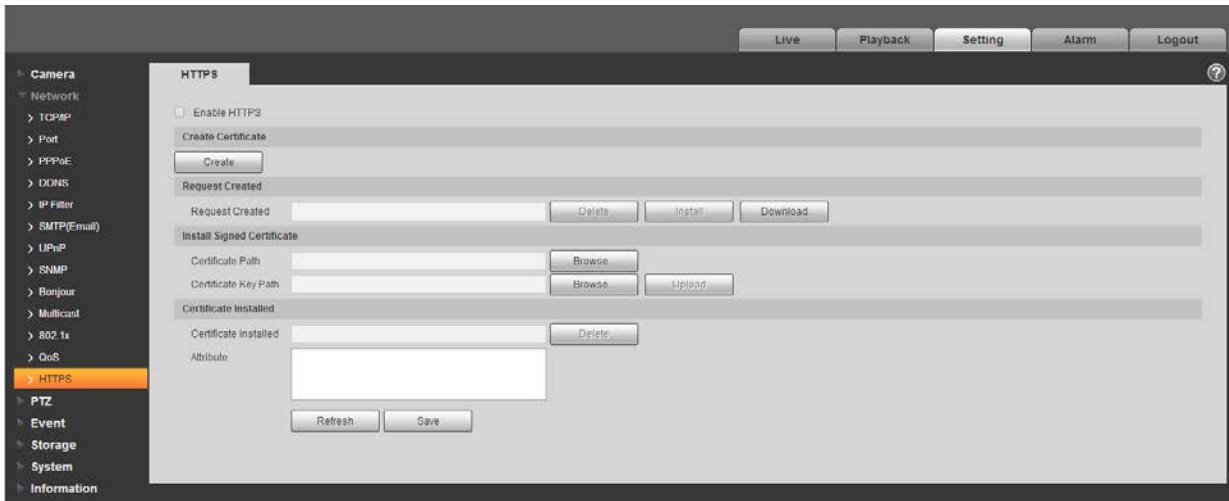 Live Playback Setting Alarm Logout
Camera
Network
TCP/IP
Port
PPPoE
DDNS
IP Filter
SMTP(Email)
UPnP
SNMP
Bonjour
Multicast
802.1x
QoS
HTTPS
PTZ
Event
Storage
System
Information
HTTPS
?
Enable HTTPS
Create Certificate
Create
Request Created
Request Created Delete Install Download
Install Signed Certificate
Certificate Path Browse...
Certificate Key Path Browse... Upload
Certificate Installed
Certificate Installed Delete
Attribute
Refresh Save